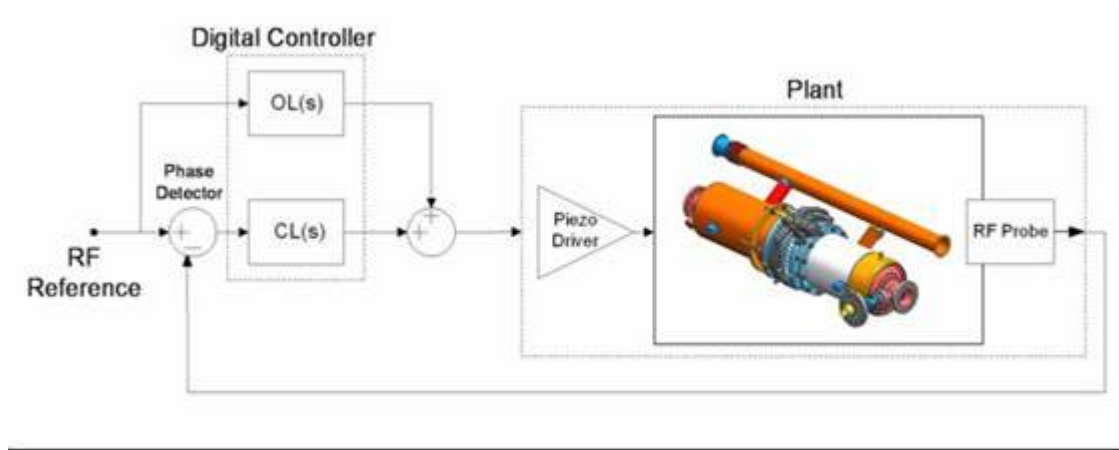 Digital Controller
OL(s)
Plant
Phase
Detector
+
−
CL(s)
+
+
Piezo
Driver
RF Probe
RF
Reference